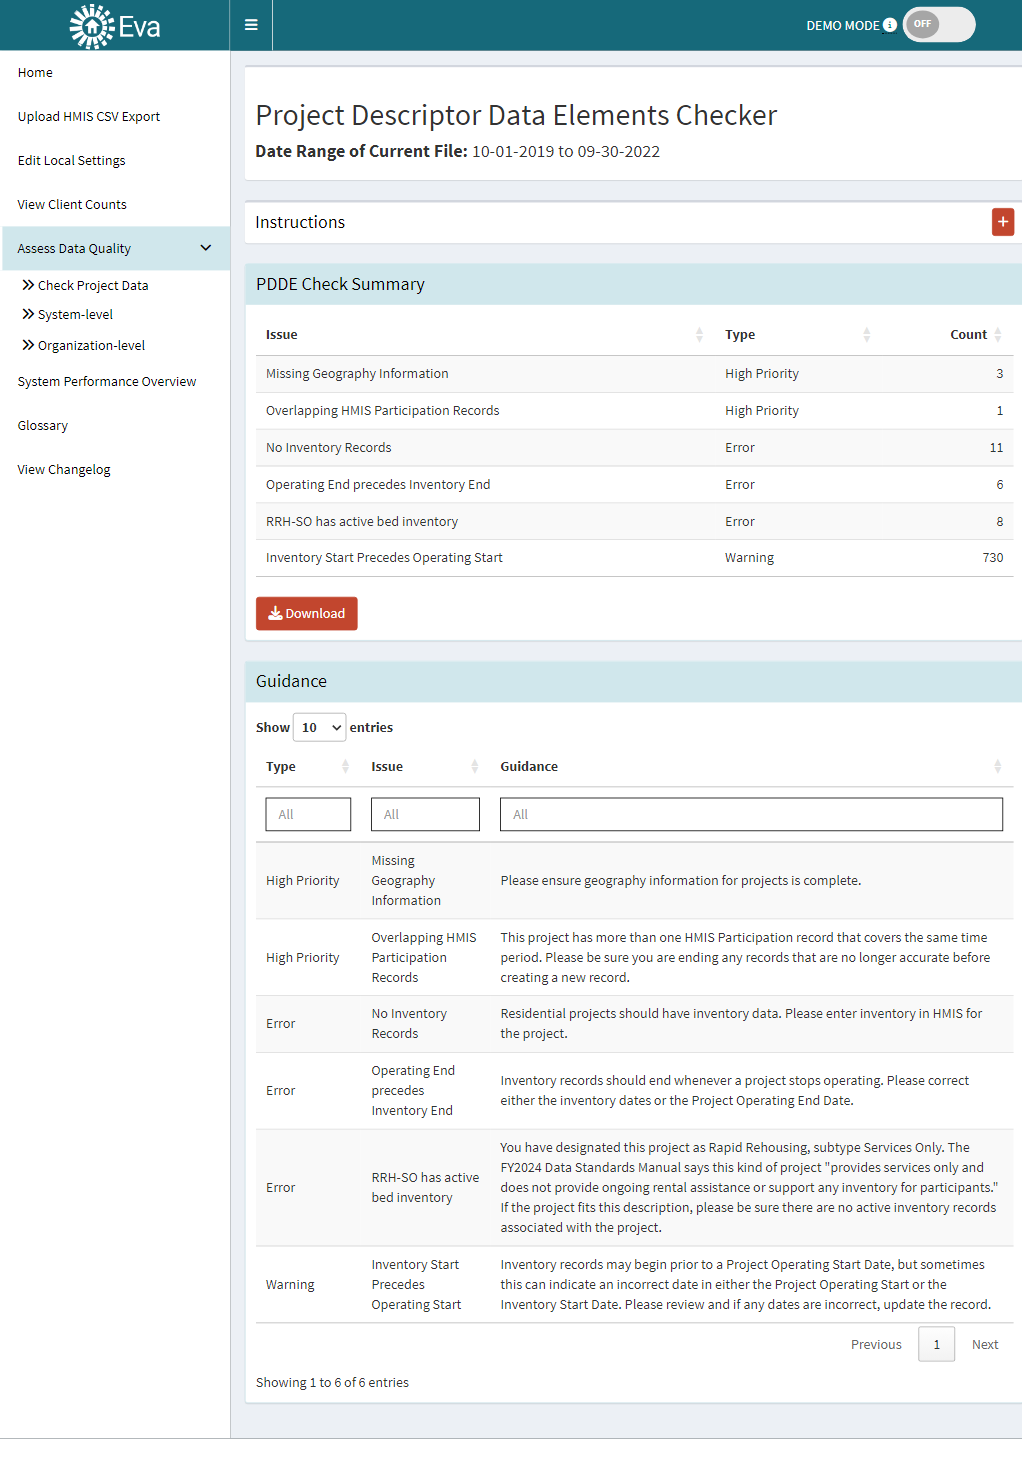 Eva
DEMO MODE
OFF
Home
Upload HMIS CSV Export
Edit Local Settings
View Client Counts
Assess Data Quality
Check Project Data
System-level
Organization-level
System Performance Overview
Glossary
View Changelog
Project Descriptor Data Elements Checker
Date Range of Current File: 10-01-2019 to 09-30-2022
Instructions
PDDE Check Summary
Issue Type Count
Missing Geography Information High Priority 3
Overlapping HMIS Participation Records High Priority 1
No Inventory Records Error 11
Operating End precedes Inventory End Error 6
RRH-SO has active bed inventory Error 8
Inventory Start Precedes Operating Start Warning 730
Download
Guidance
Show 10 entries
Type Issue Guidance
All All All
High Priority
Missing
Geography
Information
Please ensure geography information for projects is complete.
High Priority
Overlapping HMIS
Participation
Records
This project has more than one HMIS Participation record that covers the same time
period. Please be sure you are ending any records that are no longer accurate before
creating a new record.
Error
No Inventory
Records
Residential projects should have inventory data. Please enter inventory in HMIS for
the project.
Error
Operating End
precedes
Inventory End
Inventory records should end whenever a project stops operating. Please correct
either the inventory dates or the Project Operating End Date.
Error
RRH-SO has active
bed inventory
You have designated this project as Rapid Rehousing, subtype Services Only. The
FY2024 Data Standards Manual says this kind of project "provides services only and
does not provide ongoing rental assistance or support any inventory for participants."
If the project fits this description, please be sure there are no active inventory records
associated with the project.
Warning
Inventory Start
Precedes
Operating Start
Inventory records may begin prior to a Project Operating Start Date, but sometimes
this can indicate an incorrect date in either the Project Operating Start or the
Inventory Start Date. Please review and if any dates are incorrect, update the record.
Previous 1 Next
Showing 1 to 6 of 6 entries